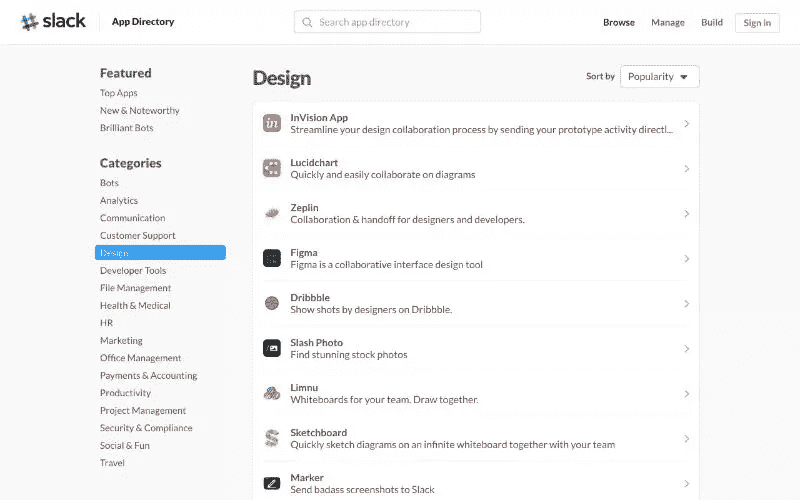 slack App Directory Search app directory Browse Manage Build Sign in
Featured
Top Apps
New & Noteworthy
Brilliant Bots
Categories
Bots
Analytics
Communication
Customer Support
Design
Developer Tools
File Management
Health & Medical
HR
Marketing
Office Management
Payments & Accounting
Productivity
Project Management
Security & Compliance
Social & Fun
Travel
Design
Sort by Popularity
InVision App
Streamline your design collaboration process by sending your prototype activity directl...
Lucidchart
Quickly and easily collaborate on diagrams
Zeplin
Collaboration & handoff for designers and developers.
Figma
Figma is a collaborative interface design tool
Dribbble
Show shots by designers on Dribbble.
Slash Photo
Find stunning stock photos
Limnu
Whiteboards for your team. Draw together.
Sketchboard
Quickly sketch diagrams on an infinite whiteboard together with your team
Marker
Send badass screenshots to Slack